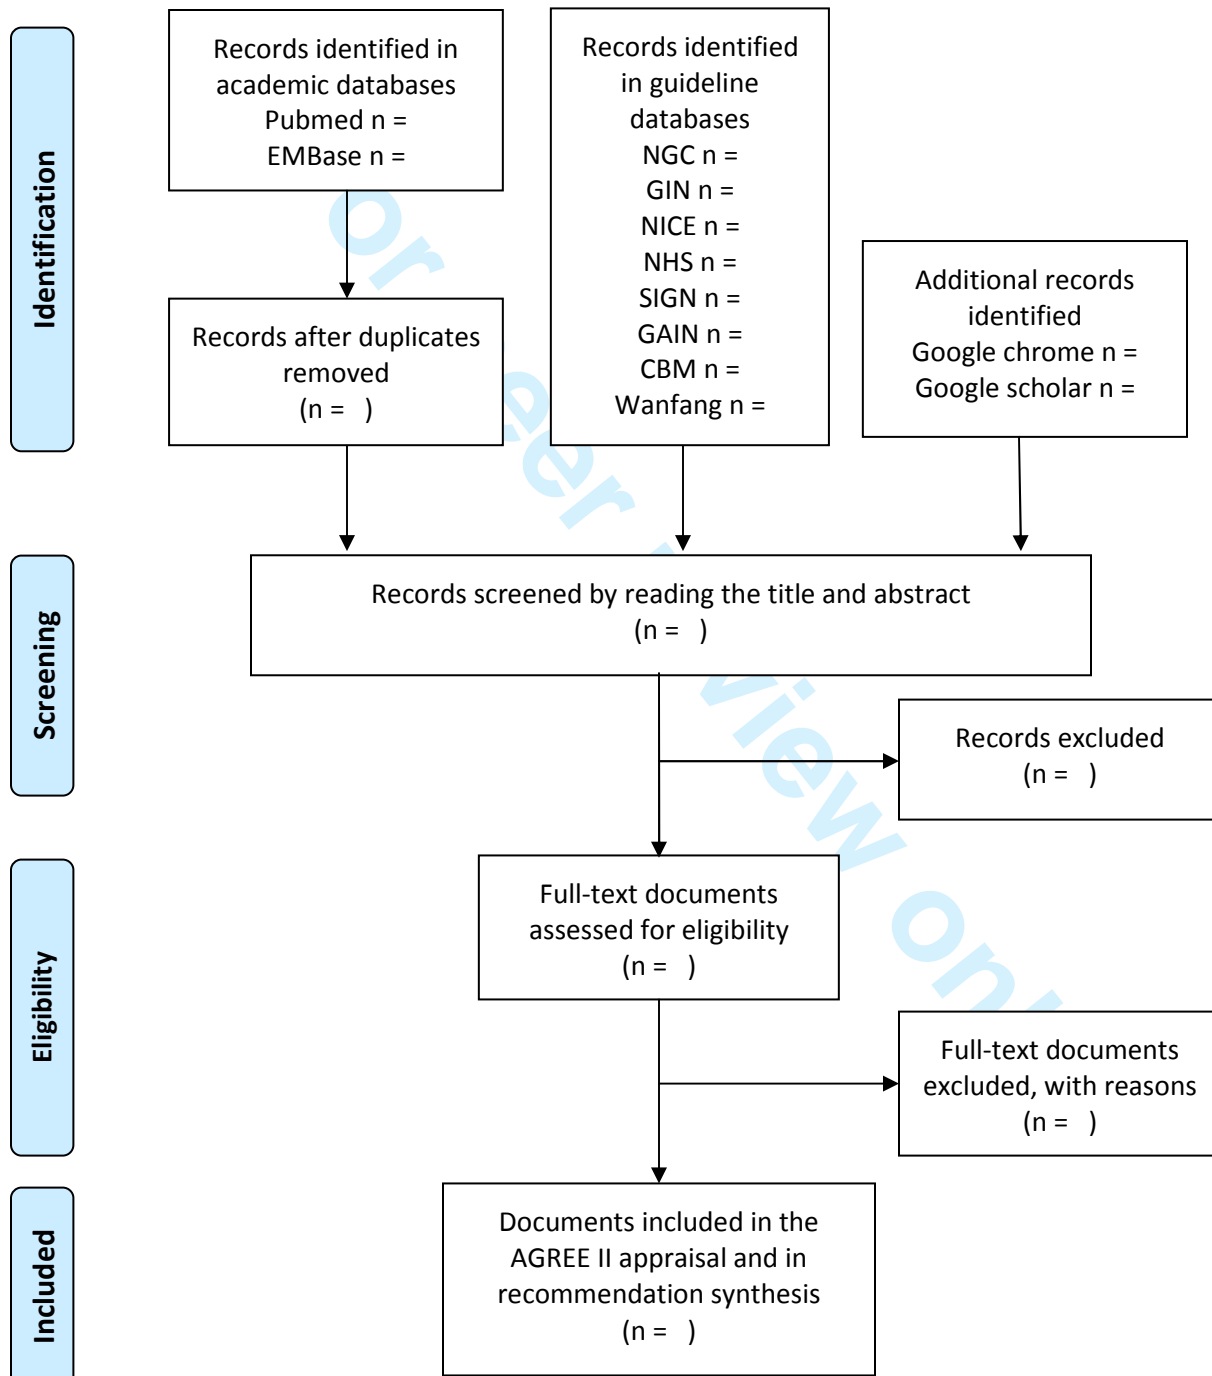 Identification
Records identified in
academic databases
Pubmed n =
EMBase n =
Records after duplicates
removed
(n =   )
Records identified
in guideline
databases
NGC n =
GIN n =
NICE n =
NHS n =
SIGN n =
GAIN n =
CBM n =
Wanfang n =
Additional records
identified
Google chrome n =
Google scholar n =
Screening
Records screened by reading the title and abstract
(n =   )
Records excluded
(n =   )
Eligibility
Full-text documents
assessed for eligibility
(n =   )
Full-text documents
excluded, with reasons
(n =   )
Included
Documents included in the
AGREE II appraisal and in
recommendation synthesis
(n =   )